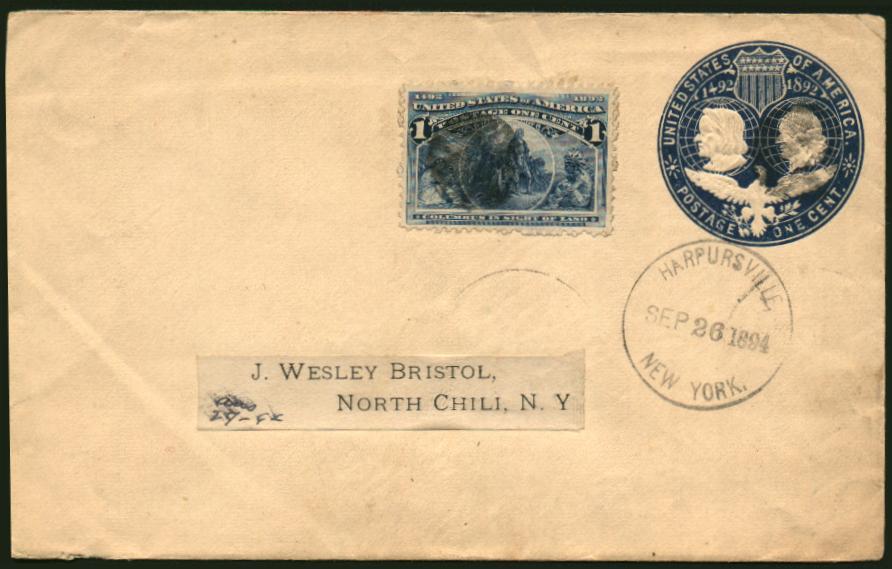 1492 1892
UNITED STATES OF AMERICA
POSTAGE ONE CENT
1 1
COLUMBUS IN SIGHT OF LAND
UNITED STATES OF AMERICA.
1492 1892
POSTAGE ONE CENT.
HARPURSVILLE,
SEP 26 1894
NEW YORK.
J. WESLEY BRISTOL,
NORTH CHILI, N. Y